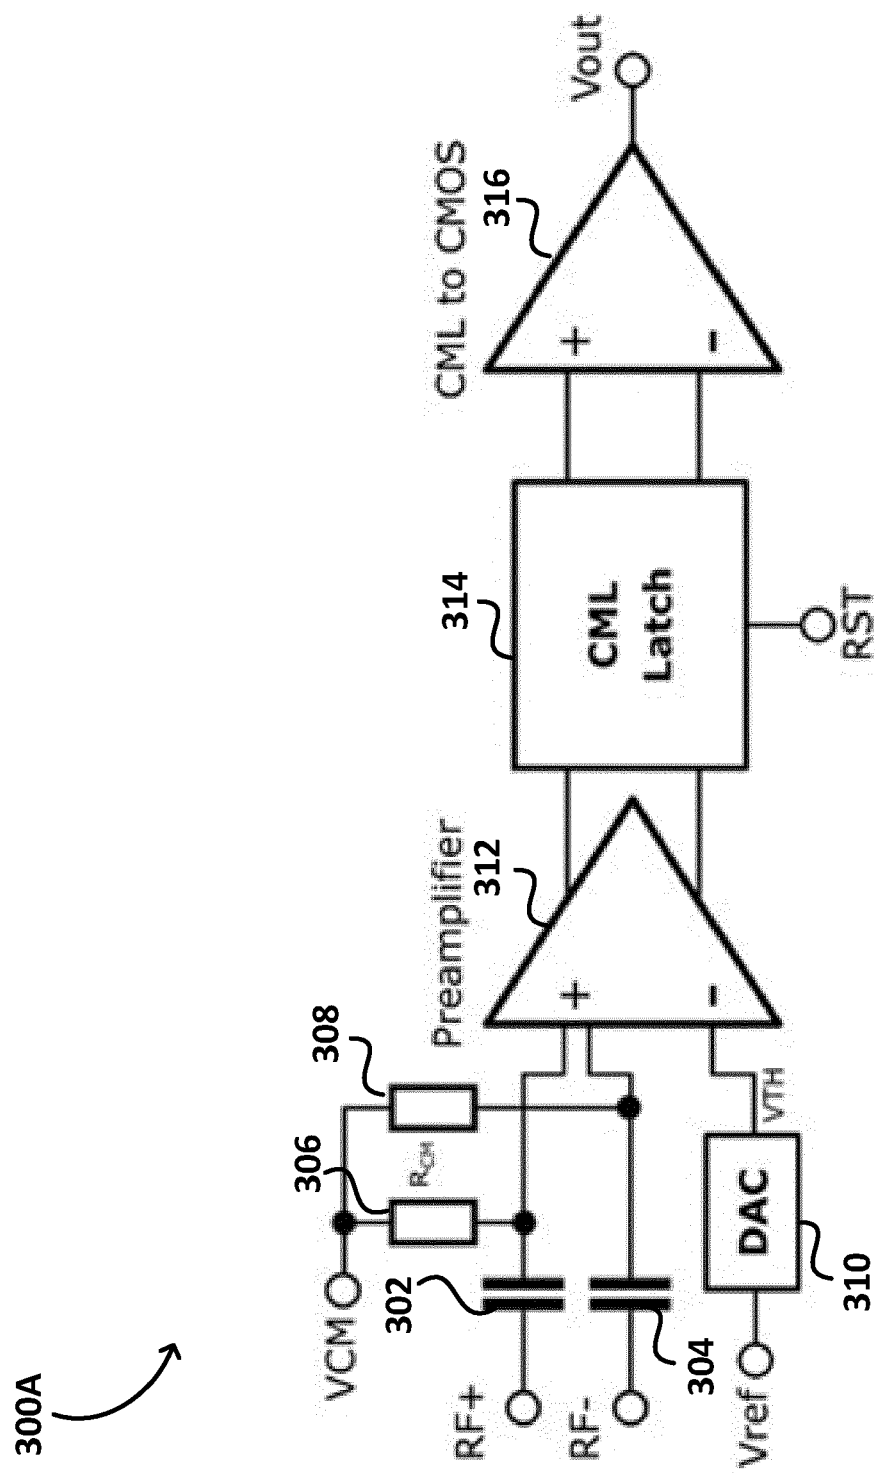 300A
VCM
306
308
R_CM
RF+
302
RF-
304
Vref
DAC
310
VTH
Preamplifier
312
+
-
314
CML
Latch
RST
CML to CMOS
316
+
-
Vout